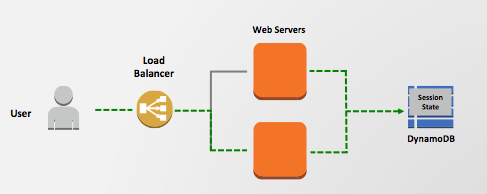 Web Servers
Load
Balancer
User
Session
State
DynamoDB